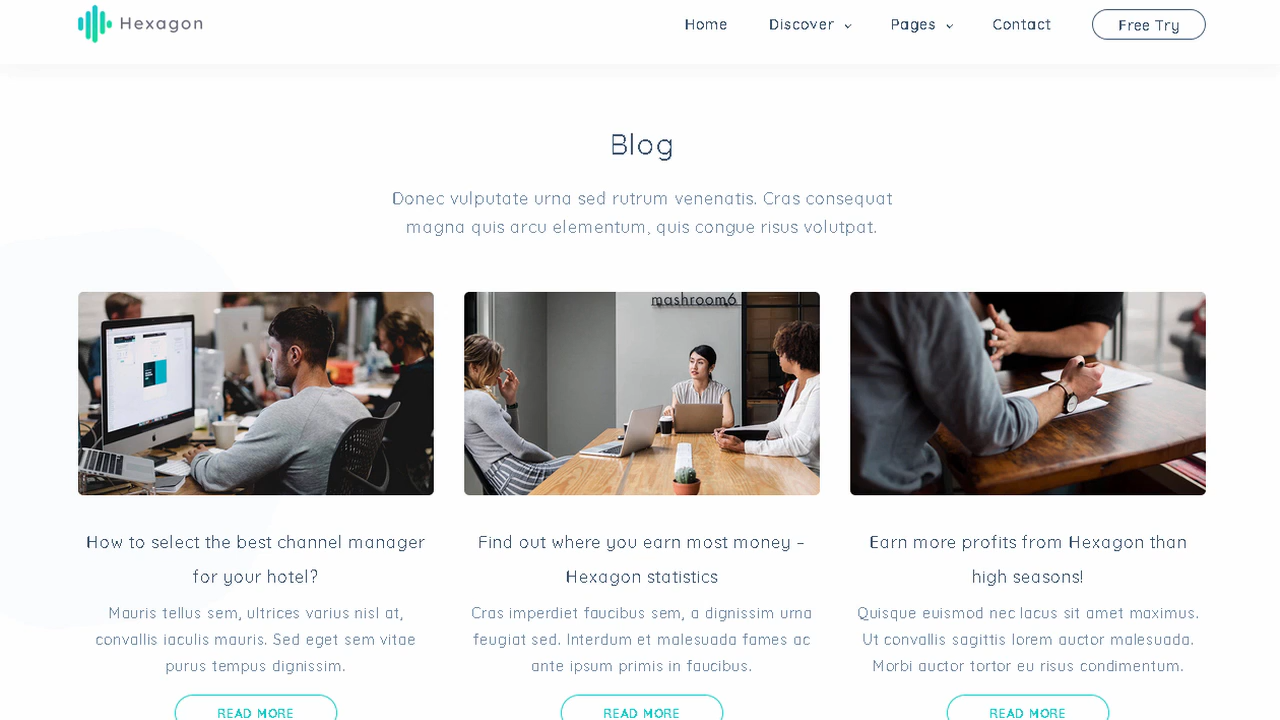 Hexagon
Home Discover Pages Contact Free Try
Blog
Donec vulputate urna sed rutrum venenatis. Cras consequat
magna quis arcu elementum, quis congue risus volutpat.
mashroom6
How to select the best channel manager
for your hotel?
Mauris tellus sem, ultrices varius nisl at,
convallis iaculis mauris. Sed eget sem vitae
purus tempus dignissim.
READ MORE
Find out where you earn most money –
Hexagon statistics
Cras imperdiet faucibus sem, a dignissim urna
feugiat sed. Interdum et malesuada fames ac
ante ipsum primis in faucibus.
READ MORE
Earn more profits from Hexagon than
high seasons!
Quisque euismod nec lacus sit amet maximus.
Ut convallis sagittis lorem auctor malesuada.
Morbi auctor tortor eu risus condimentum.
READ MORE